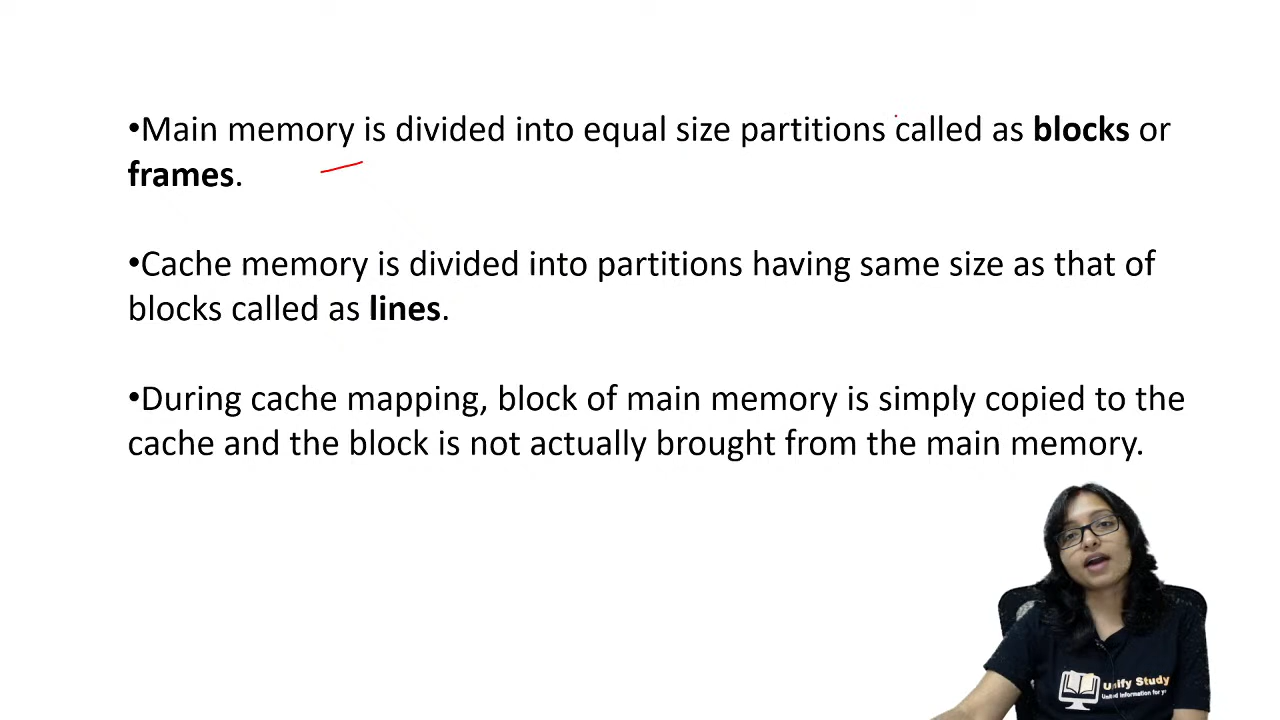 •Main memory is divided into equal size partitions called as blocks or
frames.
•Cache memory is divided into partitions having same size as that of
blocks called as lines.
•During cache mapping, block of main memory is simply copied to the
cache and the block is not actually brought from the main memory.
Unify Study